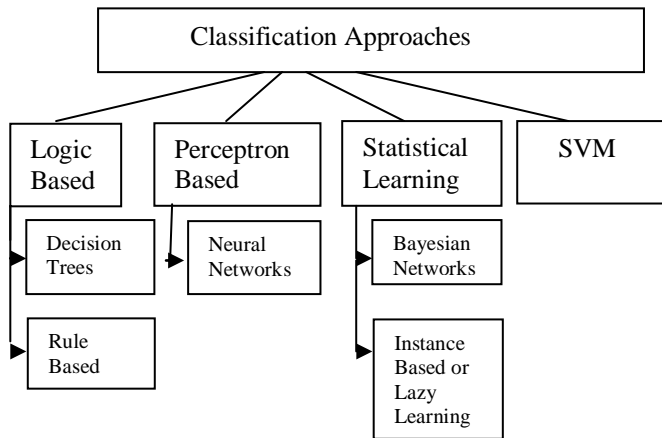 Classification Approaches
Logic
Based
Perceptron
Based
Statistical
Learning
SVM
Decision
Trees
Neural
Networks
Bayesian
Networks
Rule
Based
Instance
Based or
Lazy
Learning